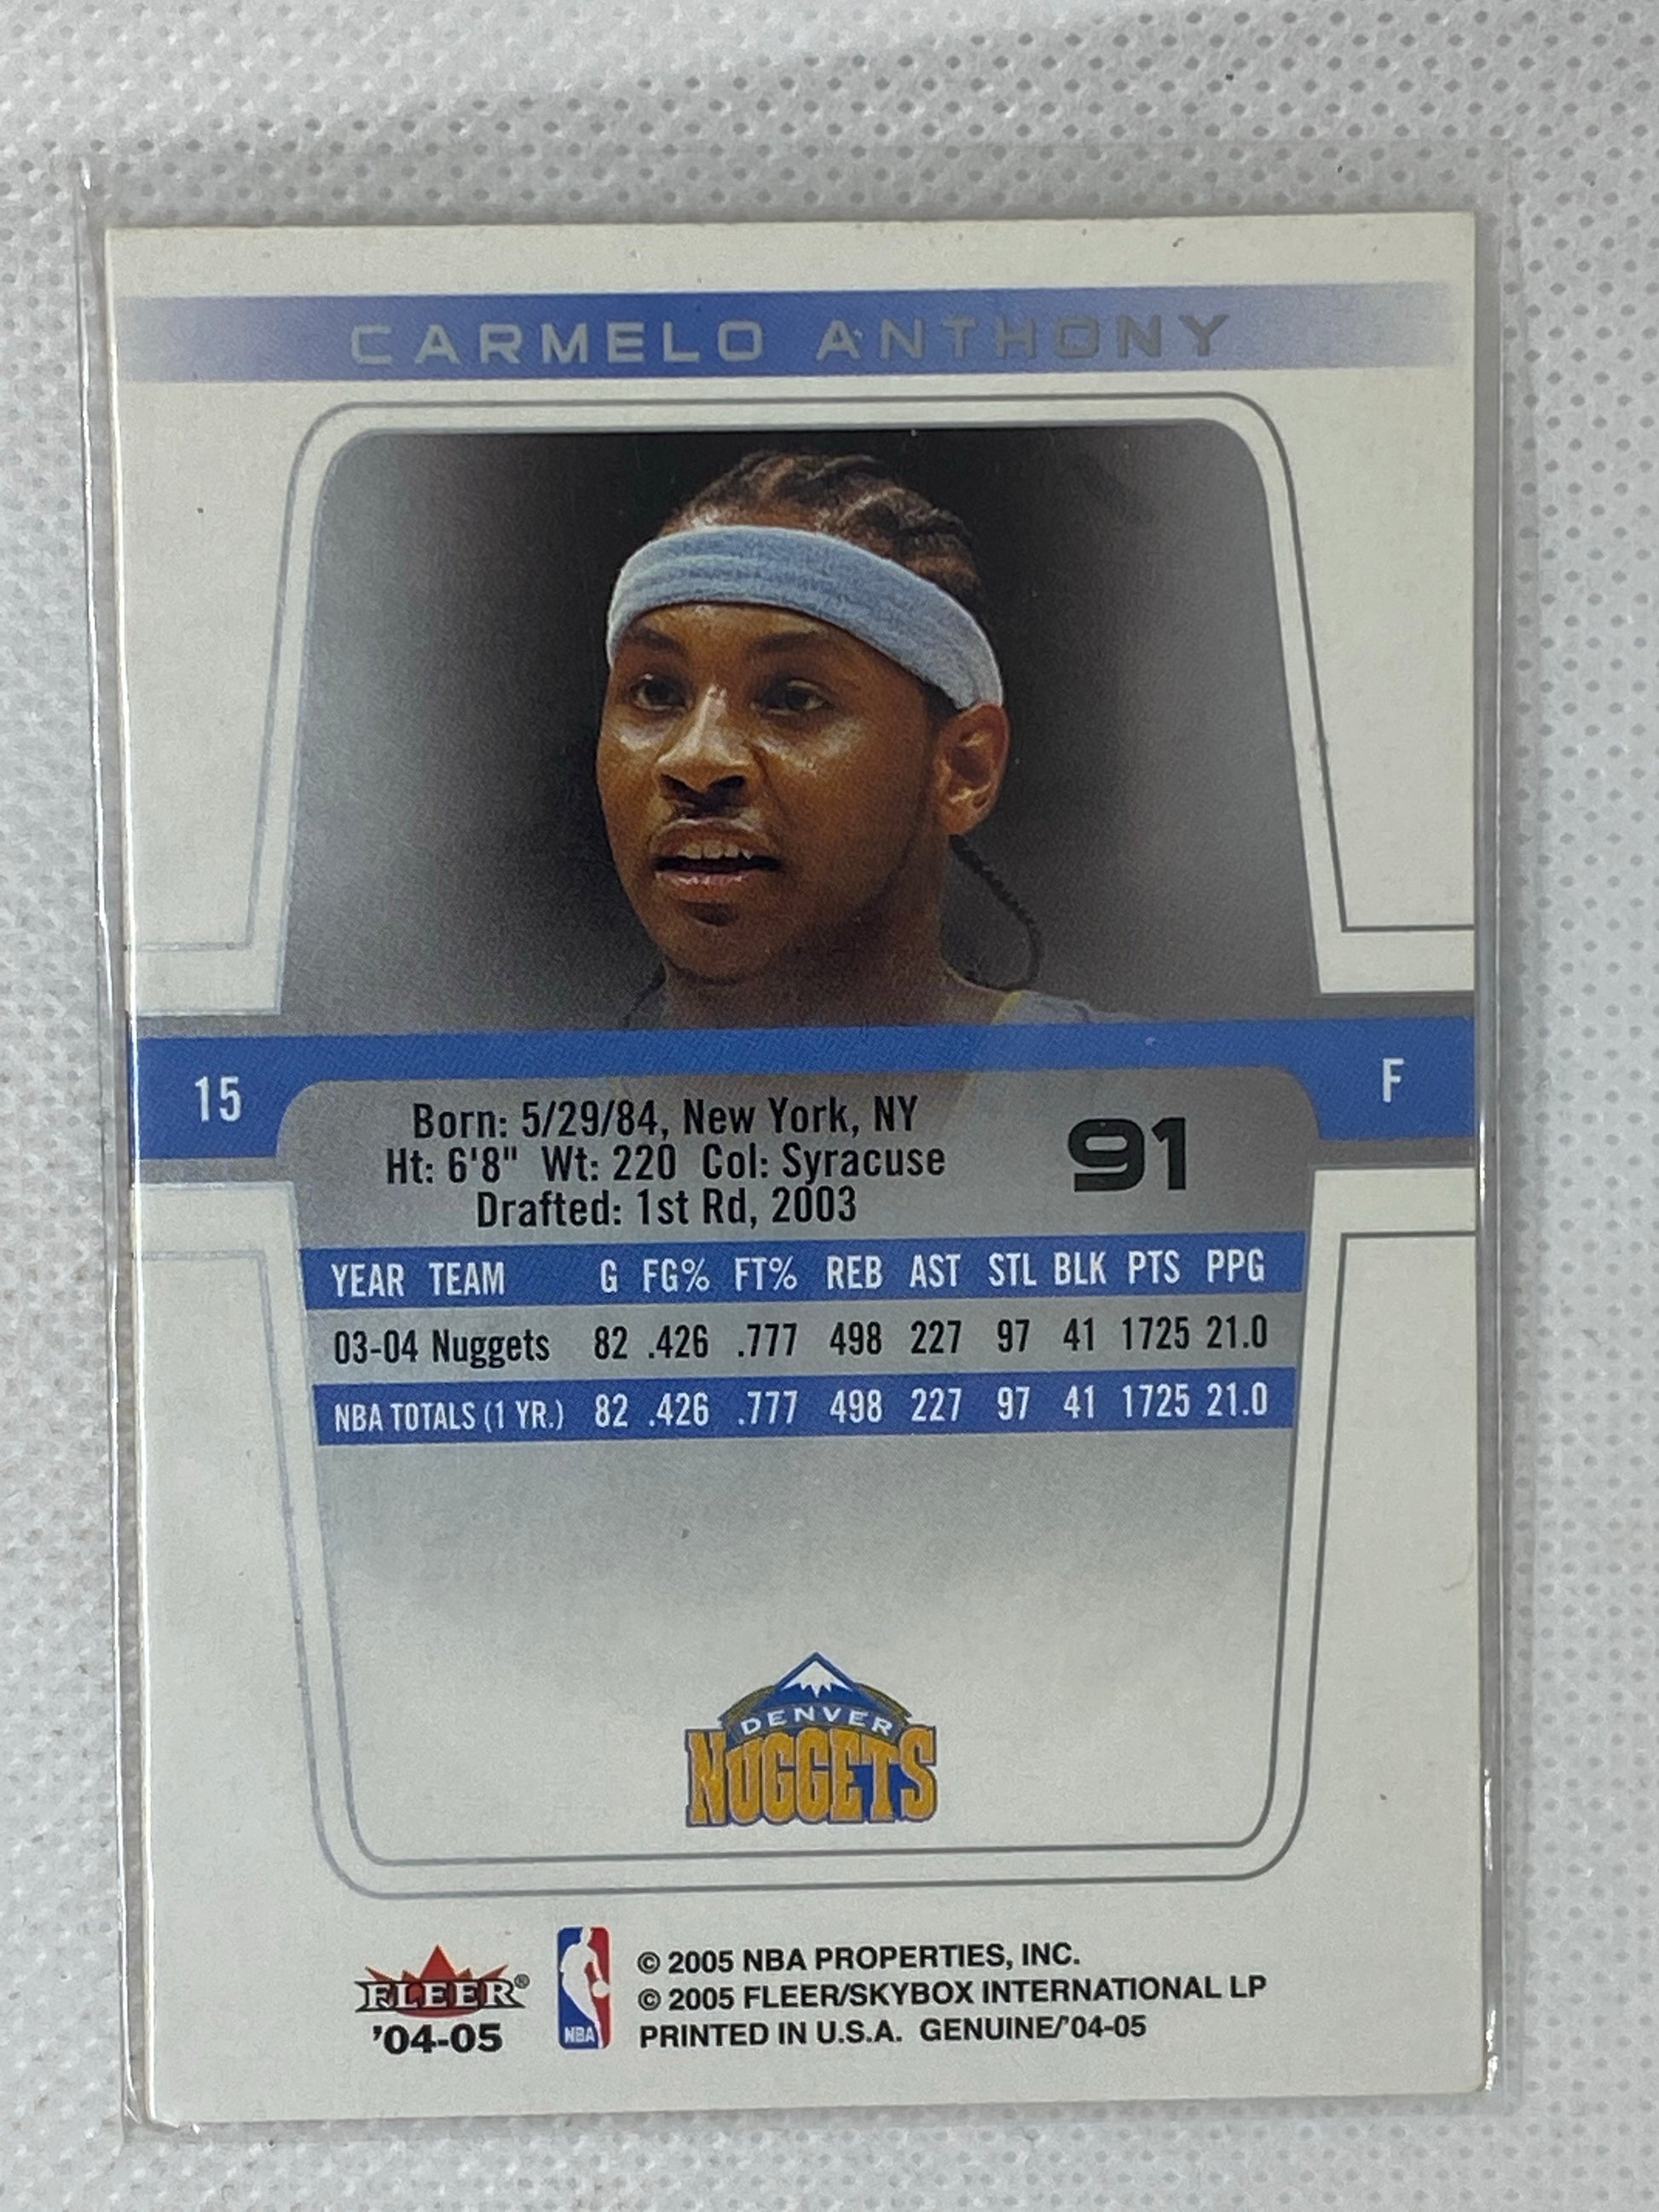 CARMELO ANTHONY
15
F
Born: 5/29/84, New York, NY
Ht: 6'8" Wt: 220 Col: Syracuse
Drafted: 1st Rd, 2003
91
YEAR TEAM G FG% FT% REB AST STL BLK PTS PPG
03-04 Nuggets 82 .426 .777 498 227 97 41 1725 21.0
NBA TOTALS (1 YR.) 82 .426 .777 498 227 97 41 1725 21.0
DENVER
NUGGETS
FLEER®
'04-05
NBA
© 2005 NBA PROPERTIES, INC.
© 2005 FLEER/SKYBOX INTERNATIONAL LP
PRINTED IN U.S.A. GENUINE/'04-05